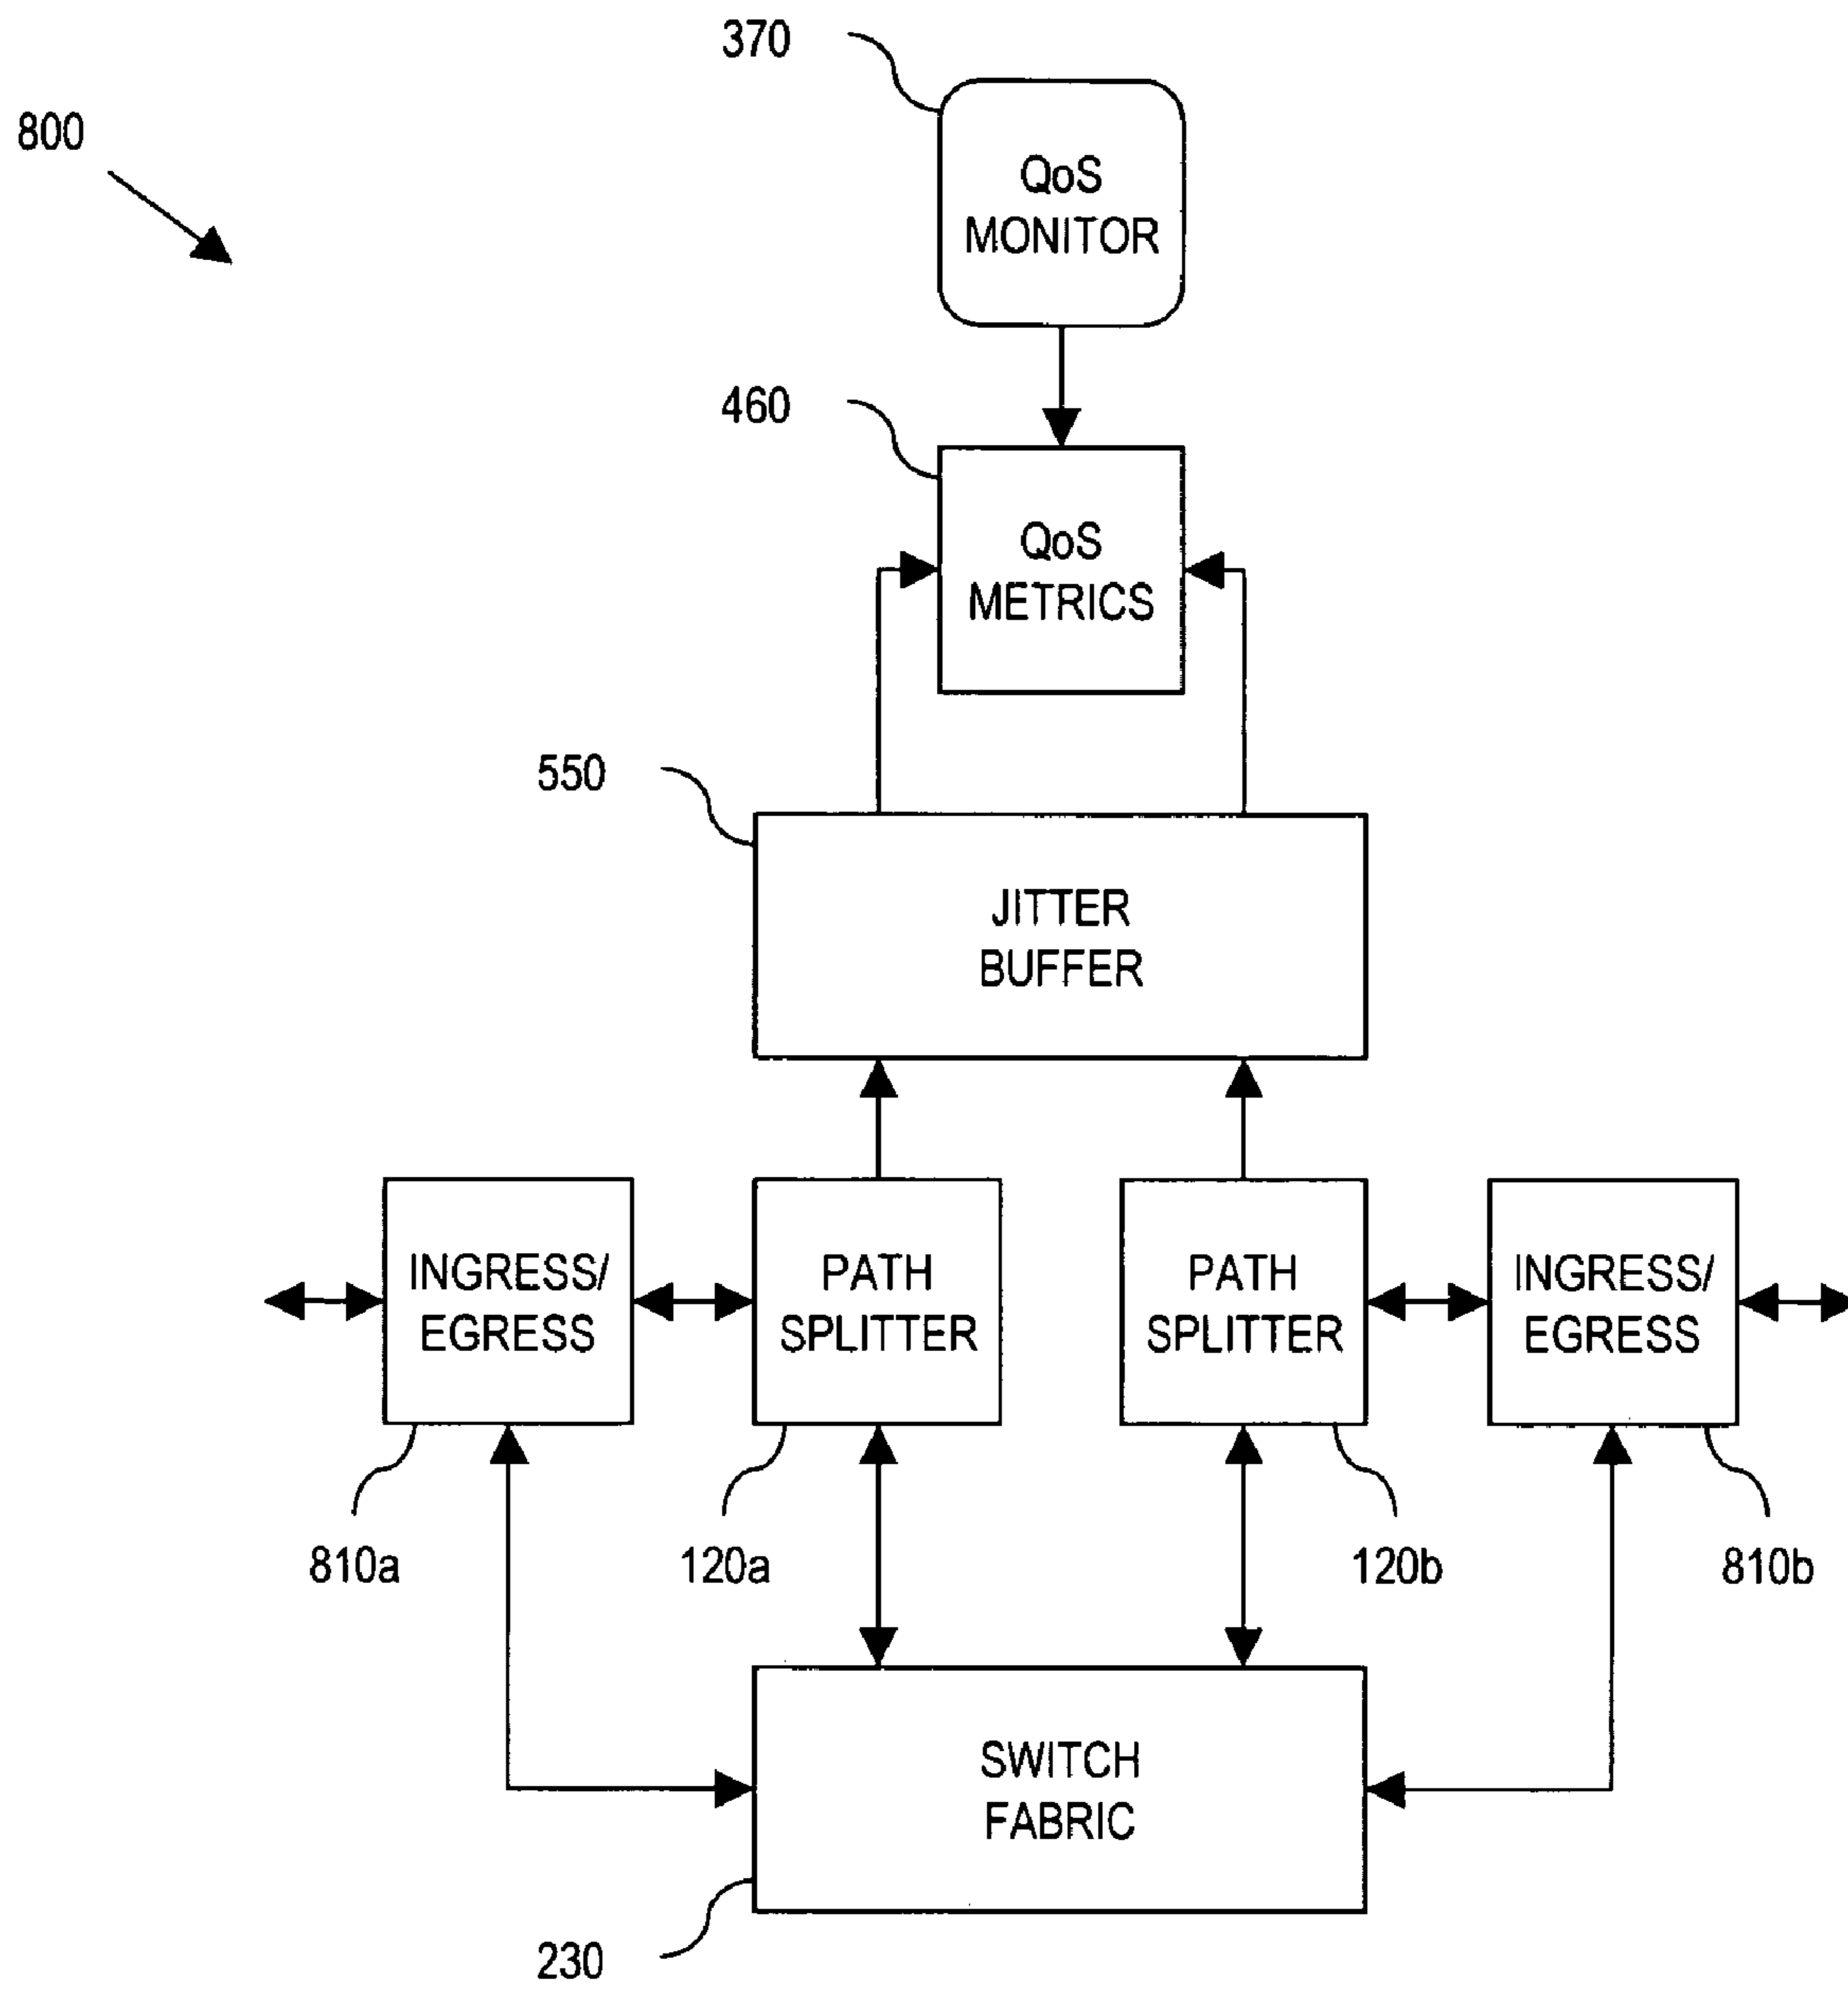 370
800
QoS
MONITOR
460
QoS
METRICS
550
JITTER
BUFFER
INGRESS/
EGRESS
PATH
SPLITTER
PATH
SPLITTER
INGRESS/
EGRESS
810a
120a
120b
810b
SWITCH
FABRIC
230